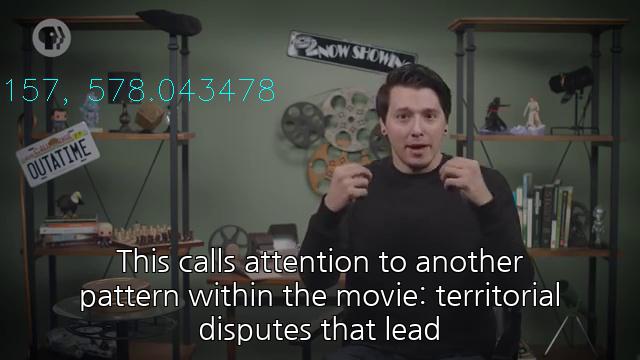 PBS
NOW SHOWING
157, 578.043478
OUTATIME
This calls attention to another
pattern within the movie: territorial
disputes that lead